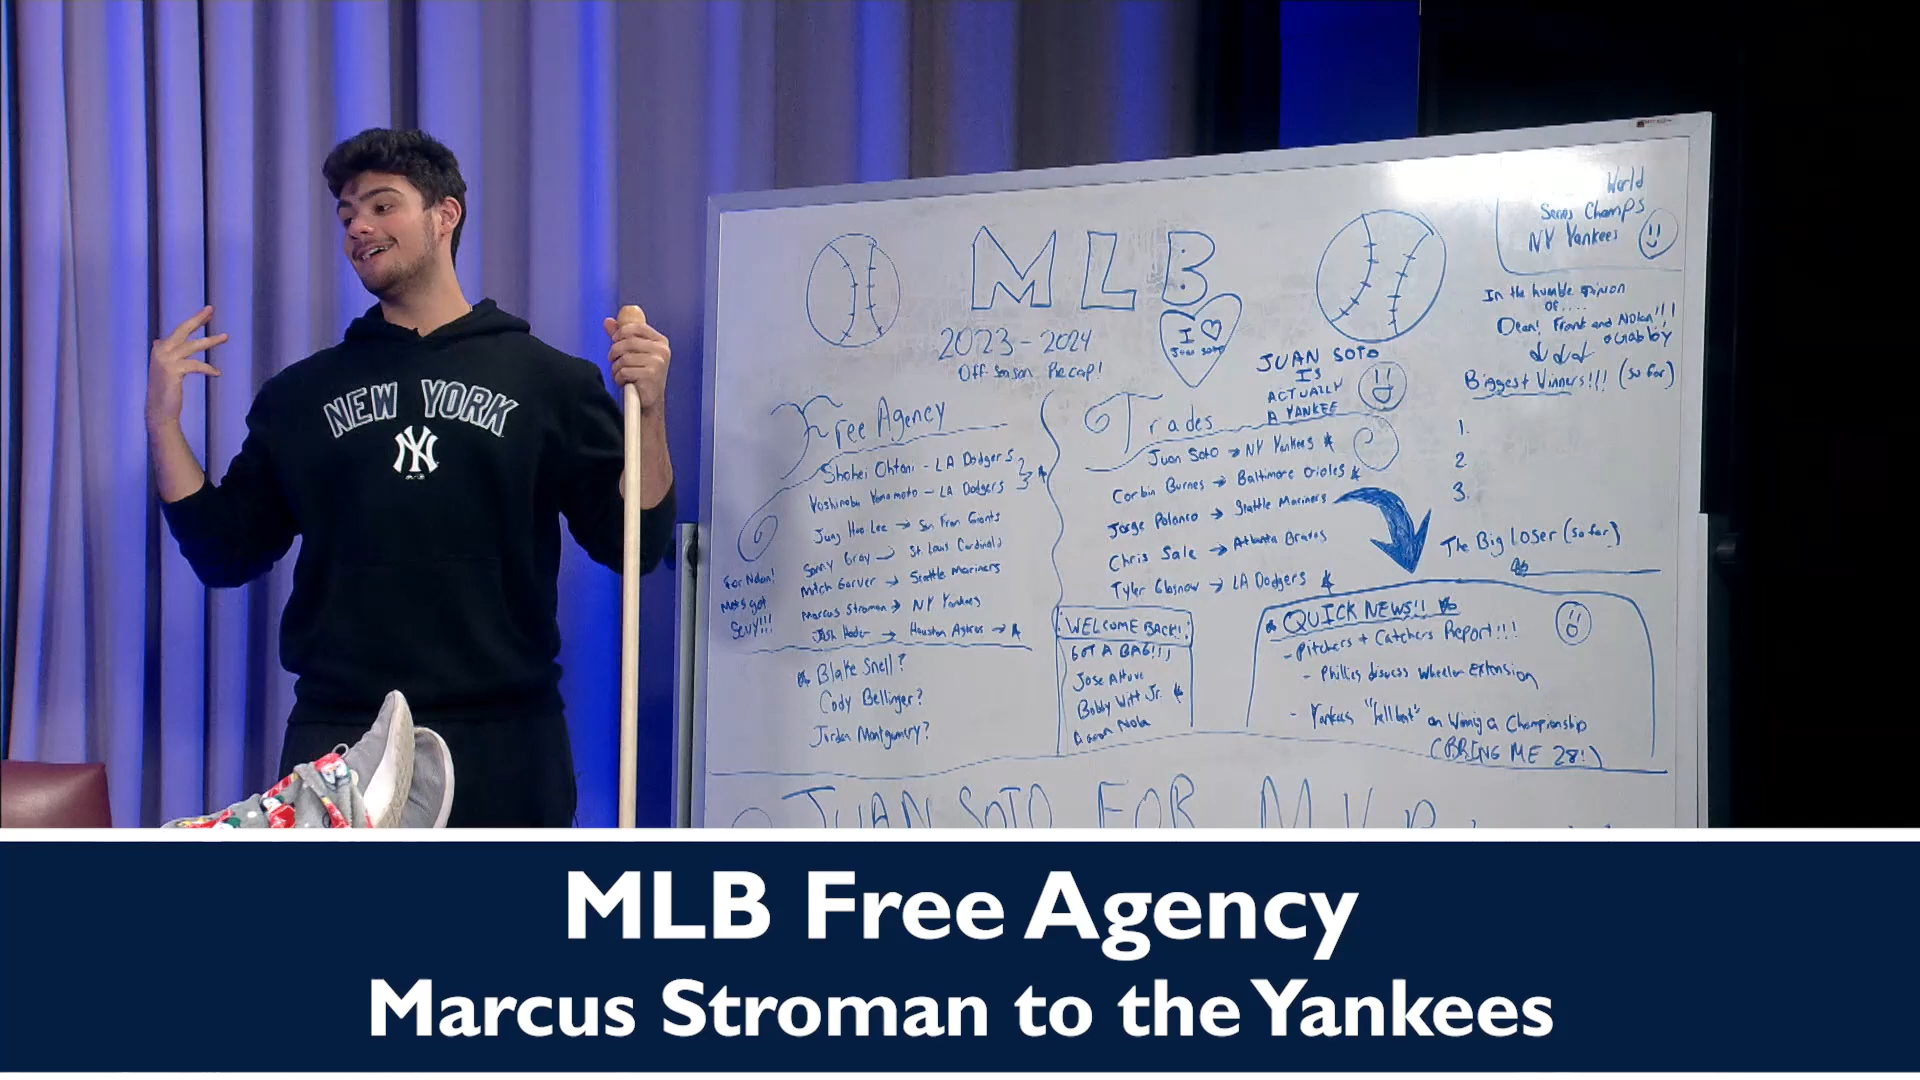 NEW YORK
NY
World
Series Champs
NY Yankees
MLB
2023-2024
Off-Season Recap!
I ♡
JUAN SOTO
JUAN SOTO
IS
ACTUALLY
A YANKEE
In the humble opinion
of....
Dean! Frank and Nolan!!!
& Gabby
Biggest Winners!!! (so far)
1.
2.
3.
The Big Loser (so far)
Free Agency
Shohei Ohtani - LA Dodgers
Yoshinobu Yamamoto - LA Dodgers
Jung Hoo Lee → San Fran Giants
Sonny Gray → St. Louis Cardinals
Mitch Garver → Seattle Mariners
Marcus Stroman → NY Yankees
Josh Hader → Houston Astros →
For Nolan!
Mets got
Sevy!!!
Blake Snell?
Cody Bellinger?
Jordan Montgomery?
Trades
Juan Soto → NY Yankees
Corbin Burnes → Baltimore Orioles
Jorge Polanco → Seattle Mariners
Chris Sale → Atlanta Braves
Tyler Glasnow → LA Dodgers
WELCOME BACK!
GOT A BAG!!!
Jose Altuve
Bobby Witt Jr.
Aaron Nola
QUICK NEWS!!
- Pitchers + Catchers Report!!!
- Phillies discuss Wheeler Extension
- Yankees "hellbent" on Winning a Championship
(BRING ME 28!)
JUAN SOTO FOR MVP
MLB Free Agency
Marcus Stroman to the Yankees